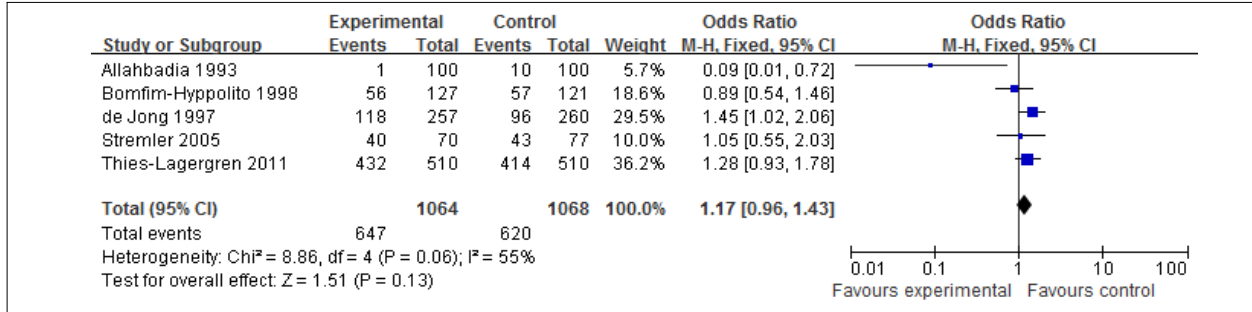 Experimental Control Odds Ratio Odds Ratio
Study or Subgroup Events Total Events Total Weight M-H, Fixed, 95% CI M-H, Fixed, 95% CI
Allahbadia 1993 1 100 10 100 5.7% 0.09 [0.01, 0.72]
Bomfim-Hyppolito 1998 56 127 57 121 18.6% 0.89 [0.54, 1.46]
de Jong 1997 118 257 96 260 29.5% 1.45 [1.02, 2.06]
Stremler 2005 40 70 43 77 10.0% 1.05 [0.55, 2.03]
Thies-Lagergren 2011 432 510 414 510 36.2% 1.28 [0.93, 1.78]
Total (95% CI) 1064 1068 100.0% 1.17 [0.96, 1.43]
Total events 647 620
Heterogeneity: Chi² = 8.86, df = 4 (P = 0.06); I² = 55%
Test for overall effect: Z = 1.51 (P = 0.13)
0.01 0.1 1 10 100
Favours experimental Favours control